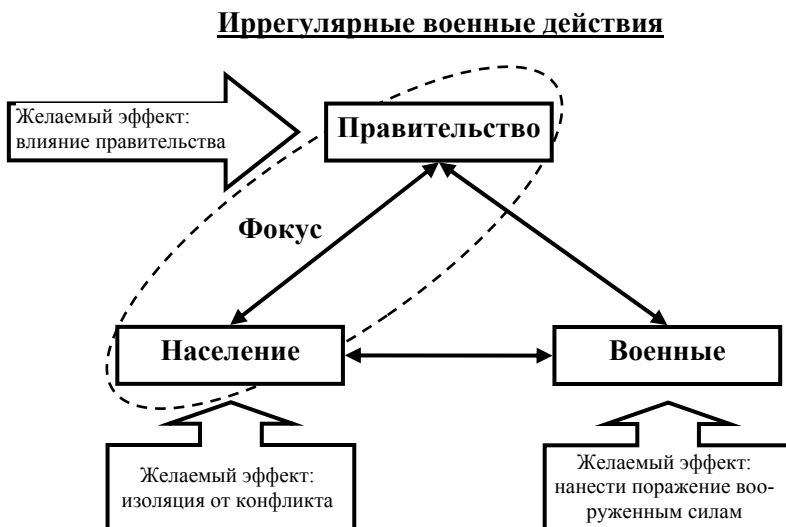 Иррегулярные военные действия
Желаемый эффект:
влияние правительства
Правительство
Фокус
Население
Военные
Желаемый эффект:
изоляция от конфликта
Желаемый эффект:
нанести поражение воо-
руженным силам